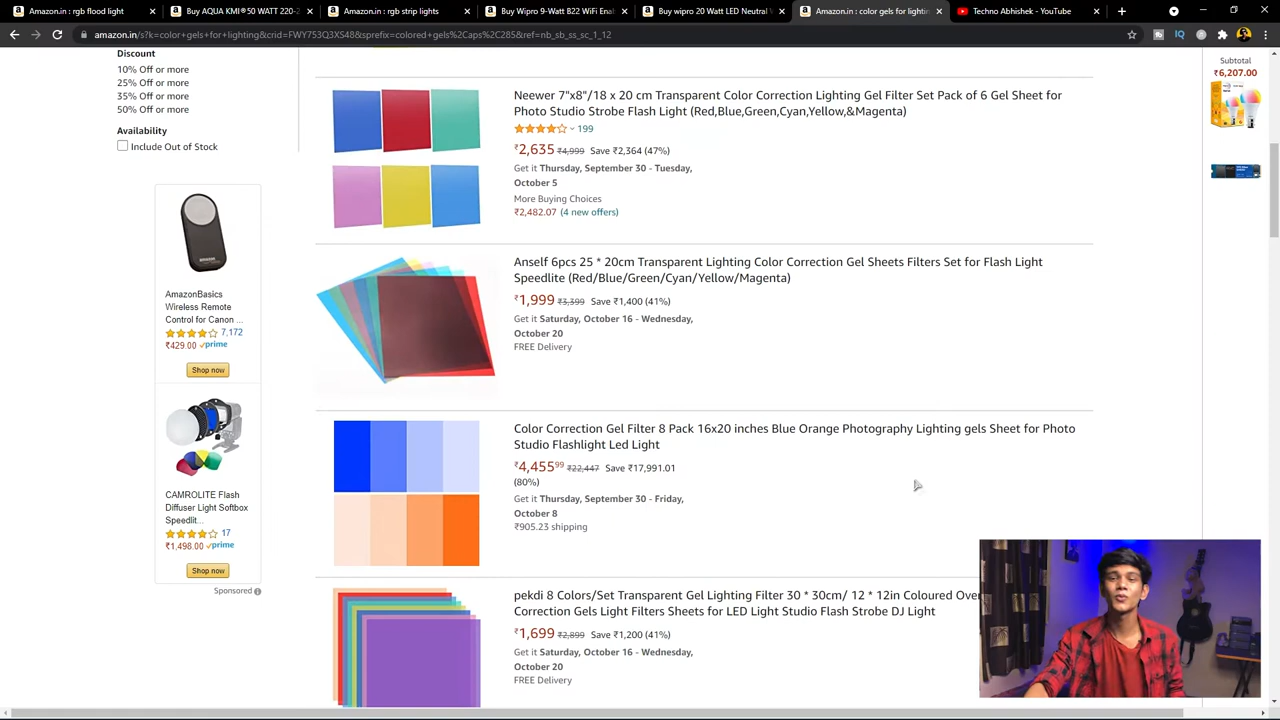 Amazon.in : rgb flood light
Buy AQUA KMI®50 WATT 220-2
Amazon.in : rgb strip lights
Buy Wipro 9-Watt B22 WiFi Enab
Buy wipro 20 Watt LED Neutral W
Amazon.in : color gels for lightin
Techno Abhishek - YouTube
amazon.in/s?k=color+gels+for+lighting&crid=FWY753Q3XS48&sprefix=colored+gels%2Caps%2C285&ref=nb_sb_ss_sc_1_12
IQ
Discount
10% Off or more
25% Off or more
35% Off or more
50% Off or more
Availability
Include Out of Stock
AmazonBasics
Wireless Remote
Control for Canon ...
7,172
₹429.00 prime
Shop now
CAMROLITE Flash
Diffuser Light Softbox
Speedlit...
17
₹1,498.00 prime
Shop now
Sponsored
Neewer 7"x8"/18 x 20 cm Transparent Color Correction Lighting Gel Filter Set Pack of 6 Gel Sheet for
Photo Studio Strobe Flash Light (Red,Blue,Green,Cyan,Yellow,&Magenta)
199
₹2,635 ₹4,999 Save ₹2,364 (47%)
Get it Thursday, September 30 - Tuesday,
October 5
More Buying Choices
₹2,482.07 (4 new offers)
Anself 6pcs 25 * 20cm Transparent Lighting Color Correction Gel Sheets Filters Set for Flash Light
Speedlite (Red/Blue/Green/Cyan/Yellow/Magenta)
₹1,999 ₹3,399 Save ₹1,400 (41%)
Get it Saturday, October 16 - Wednesday,
October 20
FREE Delivery
Color Correction Gel Filter 8 Pack 16x20 inches Blue Orange Photography Lighting gels Sheet for Photo
Studio Flashlight Led Light
₹4,455⁹⁹ ₹22,447 Save ₹17,991.01
(80%)
Get it Thursday, September 30 - Friday,
October 8
₹905.23 shipping
pekdi 8 Colors/Set Transparent Gel Lighting Filter 30 * 30cm/ 12 * 12in Coloured Over
Correction Gels Light Filters Sheets for LED Light Studio Flash Strobe DJ Light
₹1,699 ₹2,899 Save ₹1,200 (41%)
Get it Saturday, October 16 - Wednesday,
October 20
FREE Delivery
Subtotal
₹6,207.00